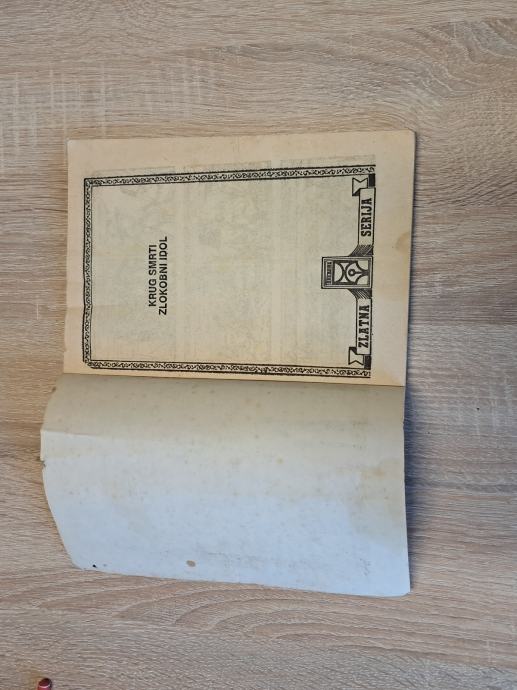 KRUG SMRTI
ZLOKOBNI IDOL
ZLATNA SERIJA